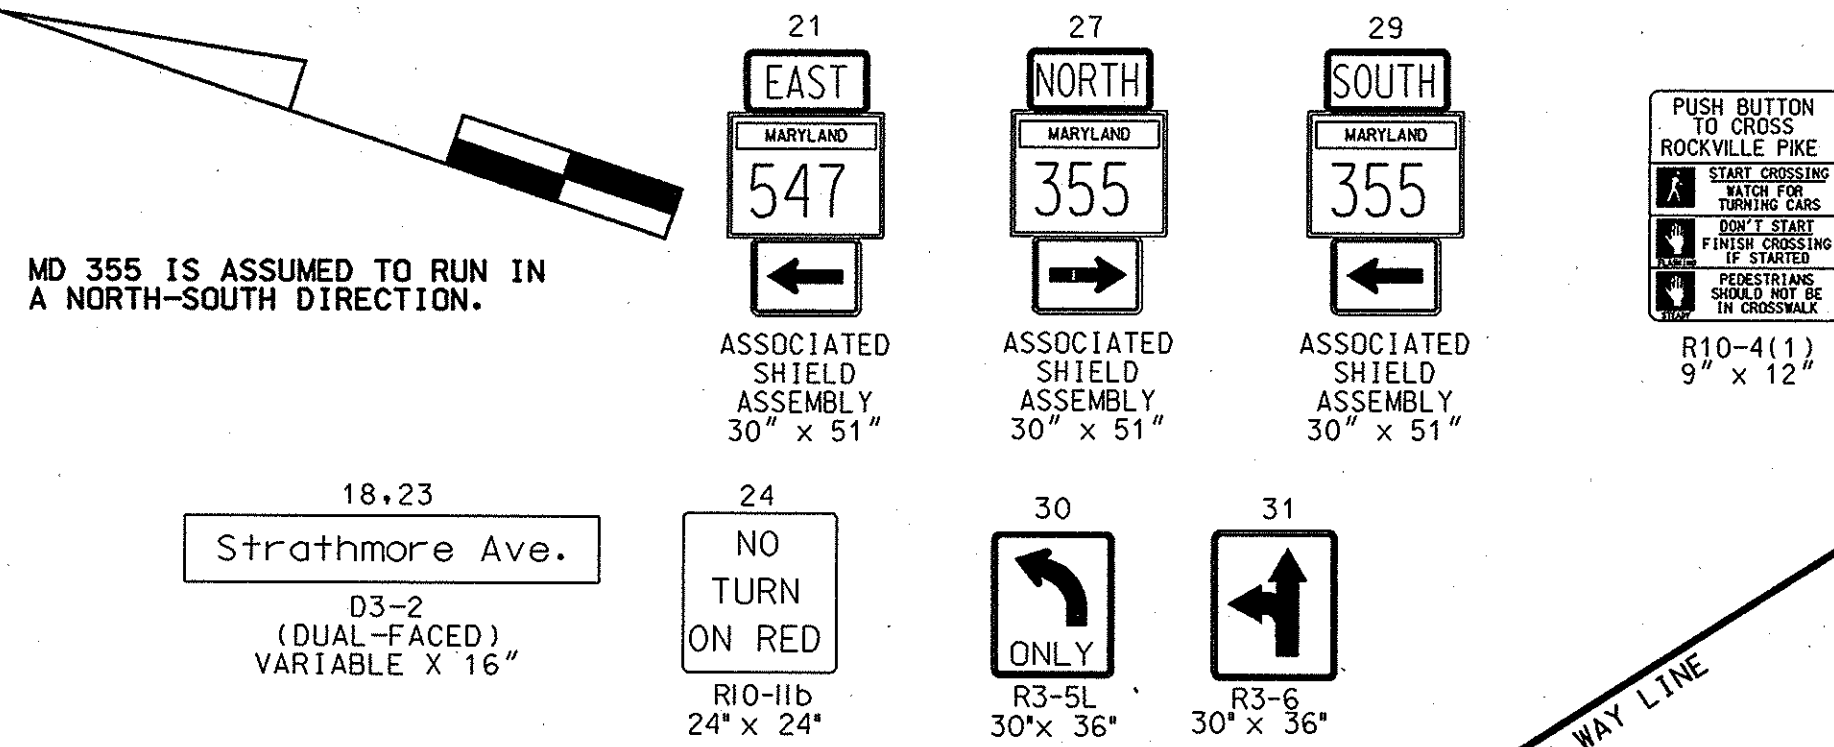 21
EAST
MARYLAND
547
ASSOCIATED
SHIELD
ASSEMBLY
30" x 51"
27
NORTH
MARYLAND
355
ASSOCIATED
SHIELD
ASSEMBLY
30" x 51"
29
SOUTH
MARYLAND
355
ASSOCIATED
SHIELD
ASSEMBLY
30" x 51"
PUSH BUTTON
TO CROSS
ROCKVILLE PIKE
START CROSSING
WATCH FOR
TURNING CARS
DON'T START
FINISH CROSSING
IF STARTED
FLASHING
PEDESTRIANS
SHOULD NOT BE
IN CROSSWALK
STEADY
R10-4(1)
9" x 12"
MD 355 IS ASSUMED TO RUN IN
A NORTH-SOUTH DIRECTION.
18,23
Strathmore Ave.
D3-2
(DUAL-FACED)
VARIABLE X 16"
24
NO
TURN
ON RED
R10-11b
24" x 24"
30
ONLY
R3-5L
30"x 36"
31
R3-6
30" x 36"
WAY LINE